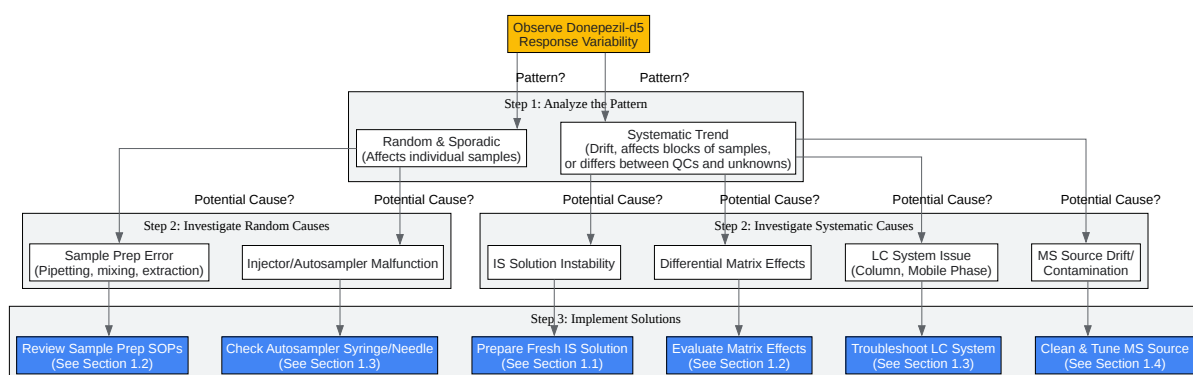 Observe Donepezil-d5
Response Variability
Pattern?
Pattern?
Step 1: Analyze the Pattern
Random & Sporadic
(Affects individual samples)
Systematic Trend
(Drift, affects blocks of samples,
or differs between QCs and unknowns)
Potential Cause?
Potential Cause?
Potential Cause?
Potential Cause?
Potential Cause?
Potential Cause?
Step 2: Investigate Random Causes
Sample Prep Error
(Pipetting, mixing, extraction)
Injector/Autosampler Malfunction
Step 2: Investigate Systematic Causes
IS Solution Instability
Differential Matrix Effects
LC System Issue
(Column, Mobile Phase)
MS Source Drift/
Contamination
Step 3: Implement Solutions
Review Sample Prep SOPs
(See Section 1.2)
Check Autosampler Syringe/Needle
(See Section 1.3)
Prepare Fresh IS Solution
(See Section 1.1)
Evaluate Matrix Effects
(See Section 1.2)
Troubleshoot LC System
(See Section 1.3)
Clean & Tune MS Source
(See Section 1.4)